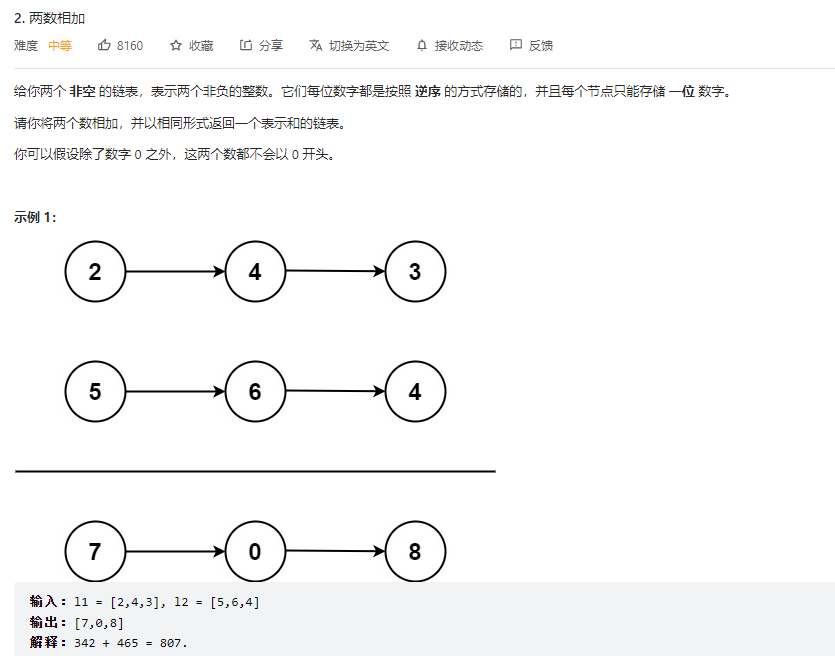 2. 两数相加
难度 中等 8160 收藏 分享 切换为英文 接收动态 反馈
给你两个 非空 的链表，表示两个非负的整数。它们每位数字都是按照 逆序 的方式存储的，并且每个节点只能存储 一位 数字。
请你将两个数相加，并以相同形式返回一个表示和的链表。
你可以假设除了数字 0 之外，这两个数都不会以 0 开头。
示例 1：
2 4 3
5 6 4
7 0 8
输入：l1 = [2,4,3], l2 = [5,6,4]
输出：[7,0,8]
解释：342 + 465 = 807.